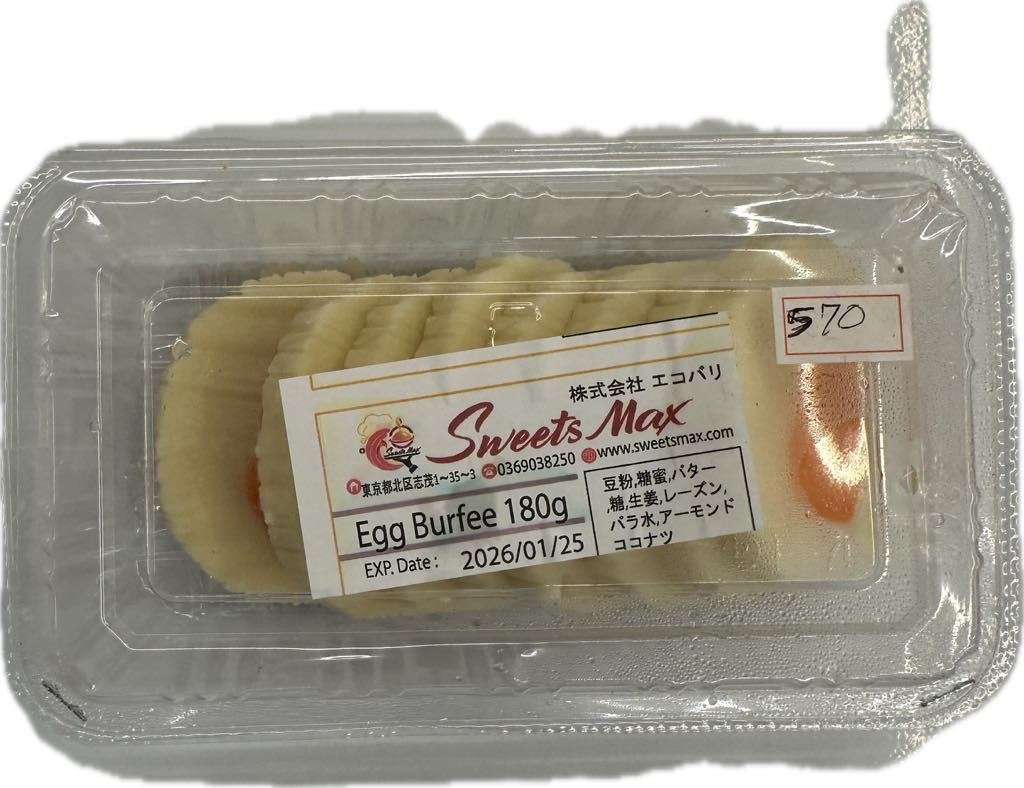 570
株式会社 エコバリ
Sweets Max
Sweets Max
www.sweetsmax.com
東京都北区志茂1〜35〜3 0369038250
Egg Burfee 180g
EXP. Date : 2026/01/25
豆粉,糖蜜,バター
,糖,生姜,レーズン,
バラ水,アーモンド
ココナツ